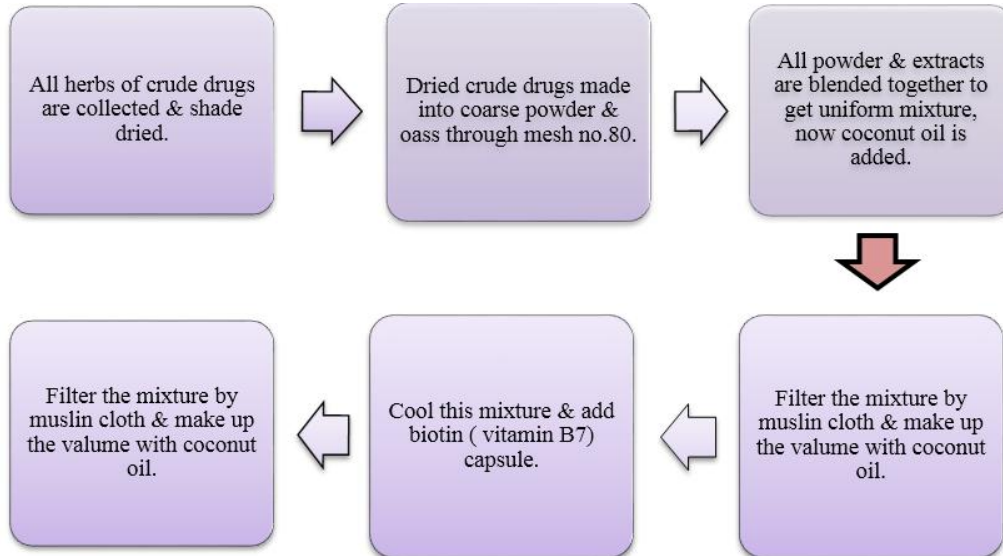 All herbs of crude drugs
are collected & shade
dried.
Dried crude drugs made
into coarse powder &
oass through mesh no.80.
All powder & extracts
are blended together to
get uniform mixture,
now coconut oil is
added.
Filter the mixture by
muslin cloth & make up
the valume with coconut
oil.
Cool this mixture & add
biotin ( vitamin B7)
capsule.
Filter the mixture by
muslin cloth & make up
the valume with coconut
oil.